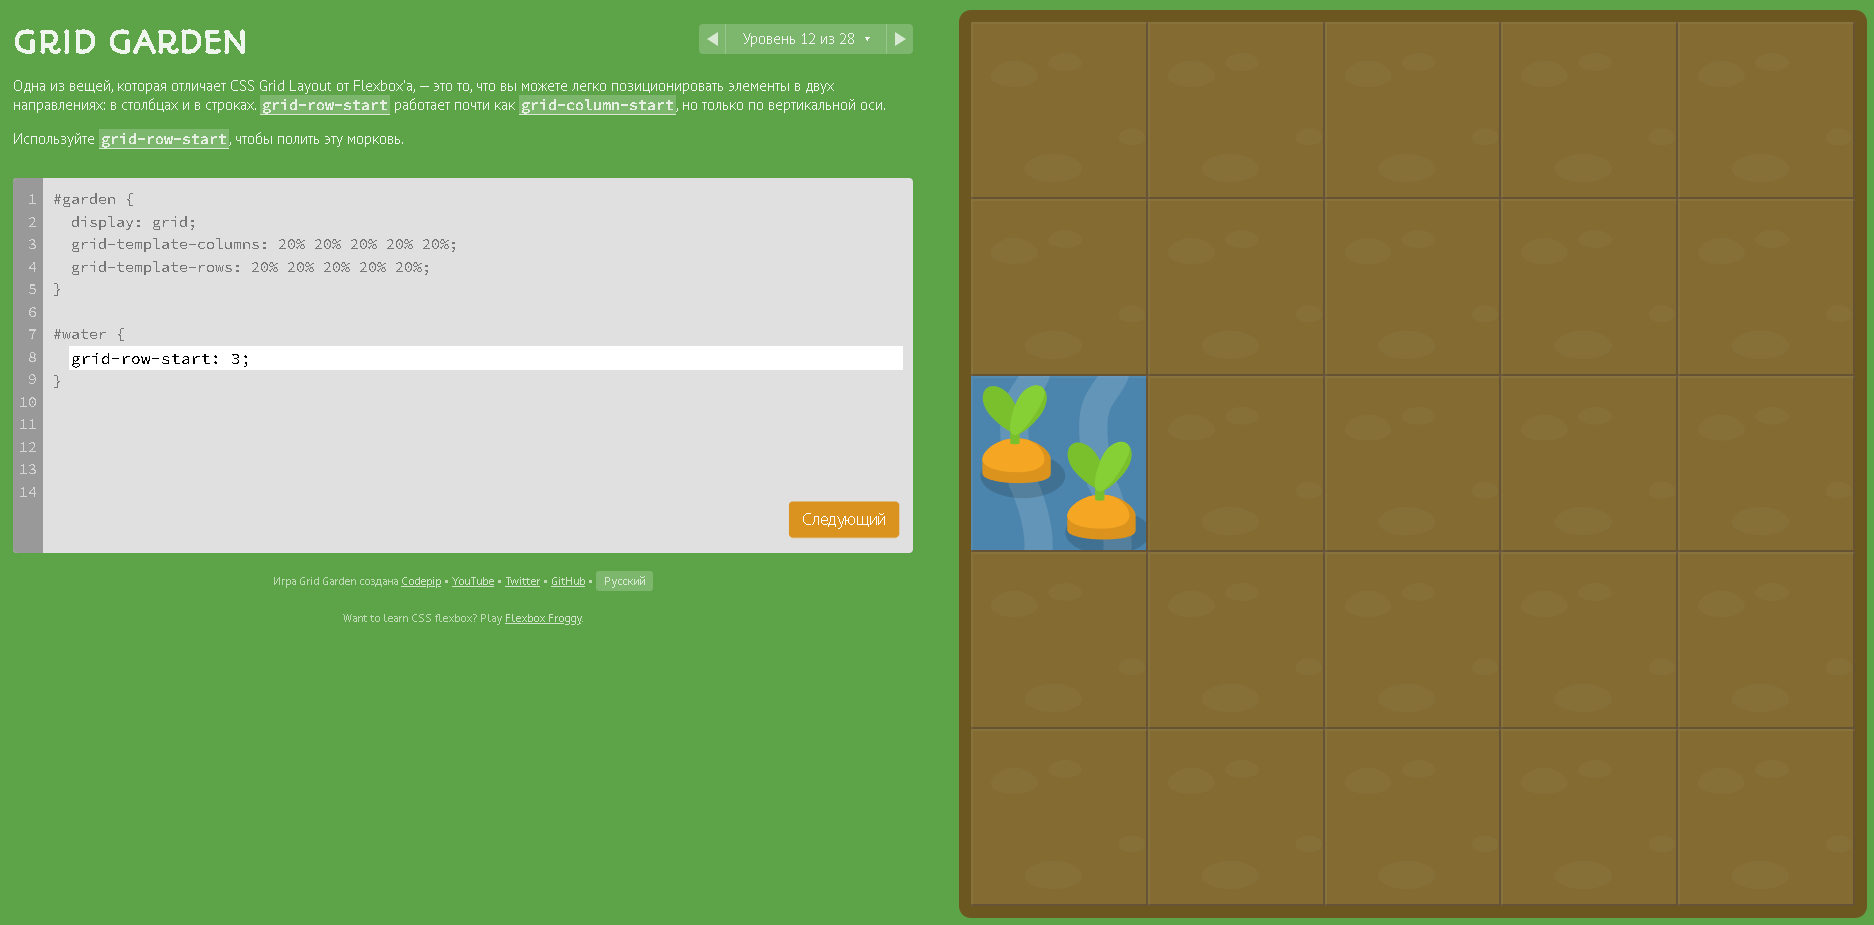 GRID GARDEN
Уровень 12 из 28 ▾
Одна из вещей, которая отличает CSS Grid Layout от Flexbox'а, — это то, что вы можете легко позиционировать элементы в двух
направлениях: в столбцах и в строках. grid-row-start работает почти как grid-column-start, но только по вертикальной оси.
Используйте grid-row-start, чтобы полить эту морковь.
1 #garden {
2 display: grid;
3 grid-template-columns: 20% 20% 20% 20% 20%;
4 grid-template-rows: 20% 20% 20% 20% 20%;
5 }
6
7 #water {
8 grid-row-start: 3;
9 }
10
11
12
13
14
Следующий
Игра Grid Garden создана Codepip • YouTube • Twitter • GitHub • Русский
Want to learn CSS flexbox? Play Flexbox Froggy.